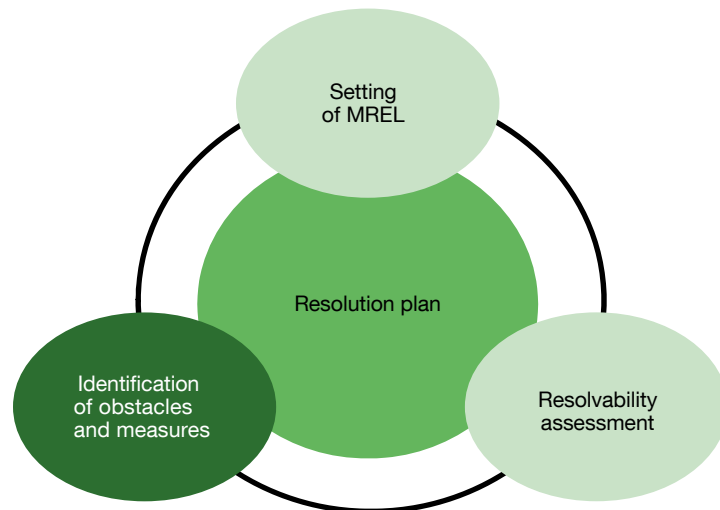 Setting
of MREL
Resolution plan
Identification
of obstacles
and measures
Resolvability
assessment